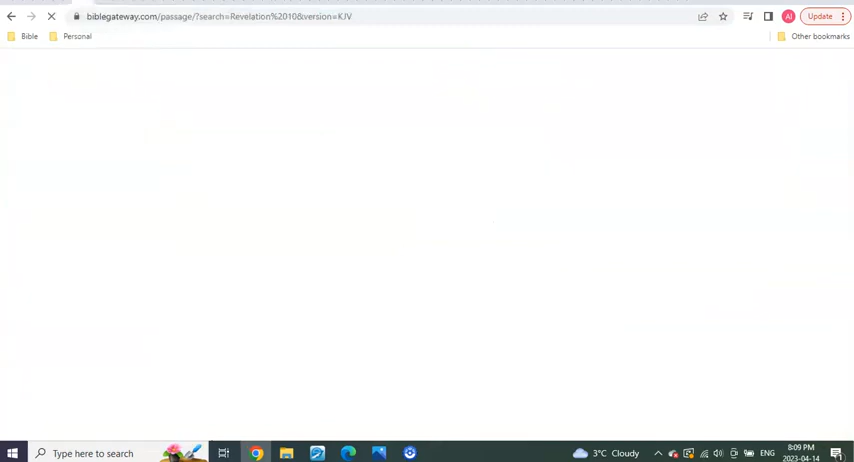 biblegateway.com/passage/?search=Revelation%2010&version=KJV
AI
Update
Bible
Personal
Other bookmarks
Type here to search
3°C Cloudy
ENG
8:09 PM
2023-04-14